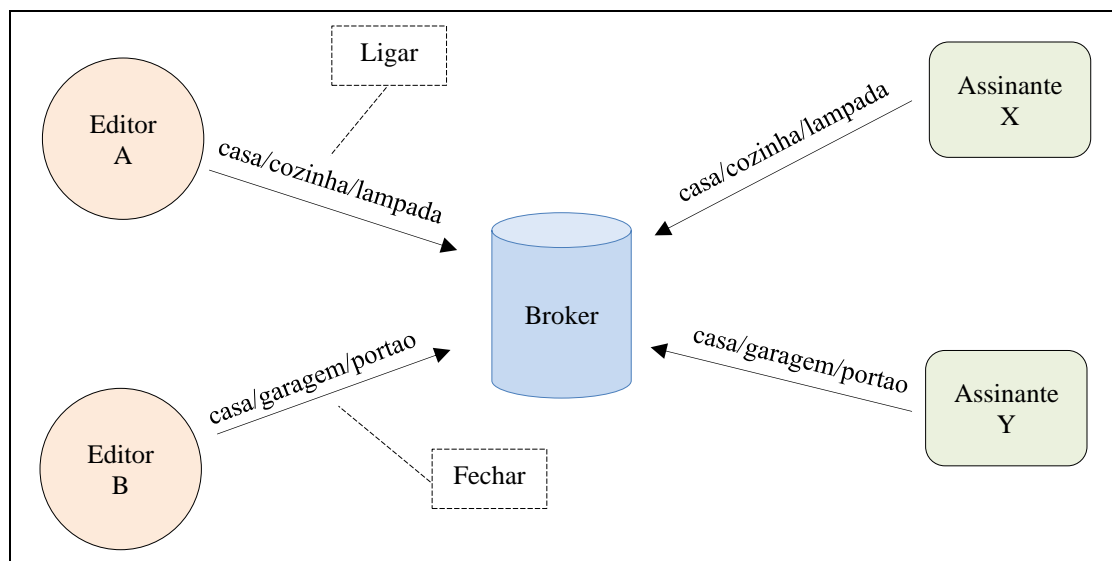 Ligar
Editor
A
casa/cozinha/lampada
casa/cozinha/lampada
Assinante
X
Broker
casa/garagem/portao
casa/garagem/portao
Editor
B
Fechar
Assinante
Y